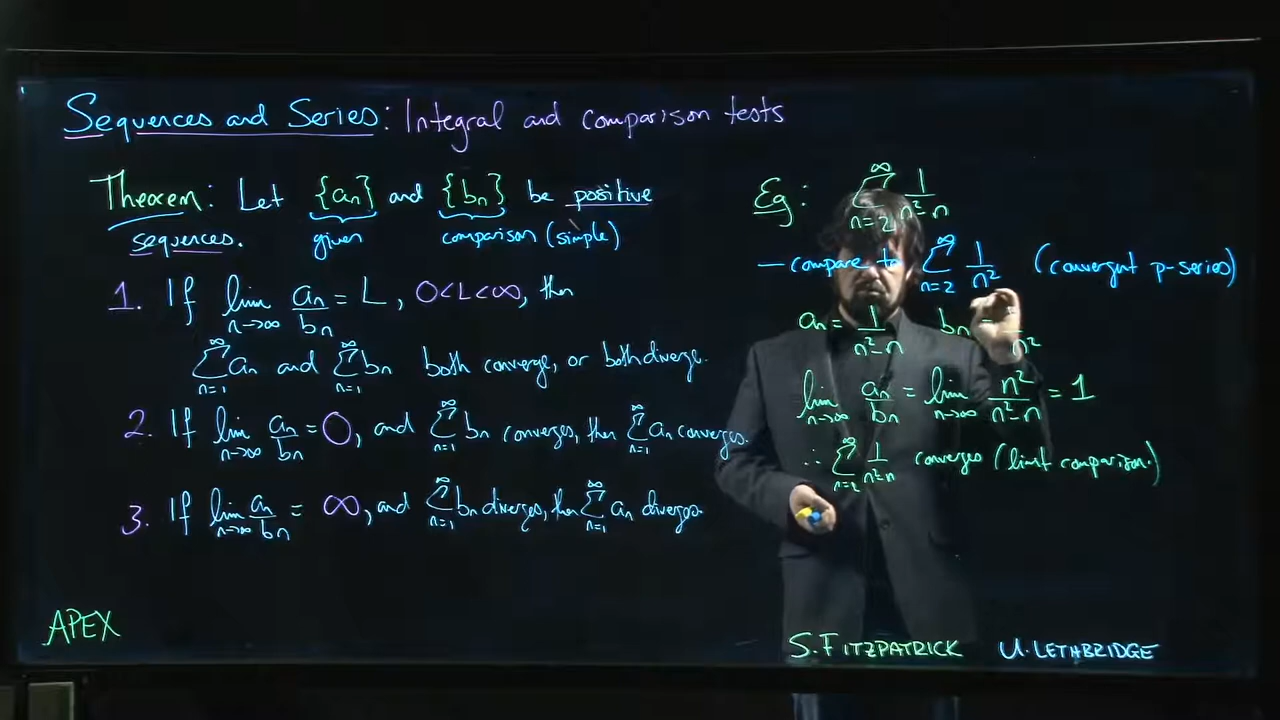 Sequences and Series: Integral and comparison tests
Theorem: Let {aₙ} and {bₙ} be positive
given comparison (simple)
sequences.
1. If lim n→∞ aₙ/bₙ = L, 0<L<∞, then
∞ Σ n=1 aₙ and ∞ Σ n=1 bₙ both converge, or both diverge.
2. If lim n→∞ aₙ/bₙ = 0, and ∞ Σ n=1 bₙ converges, then ∞ Σ n=1 aₙ converges.
3. If lim n→∞ aₙ/bₙ = ∞, and ∞ Σ n=1 bₙ diverges, then ∞ Σ n=1 aₙ diverges.
Eg: ∞ Σ n=2 1/n²-n
— compare to ∞ Σ n=2 1/n² (convergent p-series)
aₙ = 1/n²-n bₙ = /n²
lim n→∞ aₙ/bₙ = lim n→∞ n²/n²-n = 1
∴ ∞ Σ n=2 1/n²-n converges (limit comparison.)
APEX
S. FITZPATRICK U. LETHBRIDGE